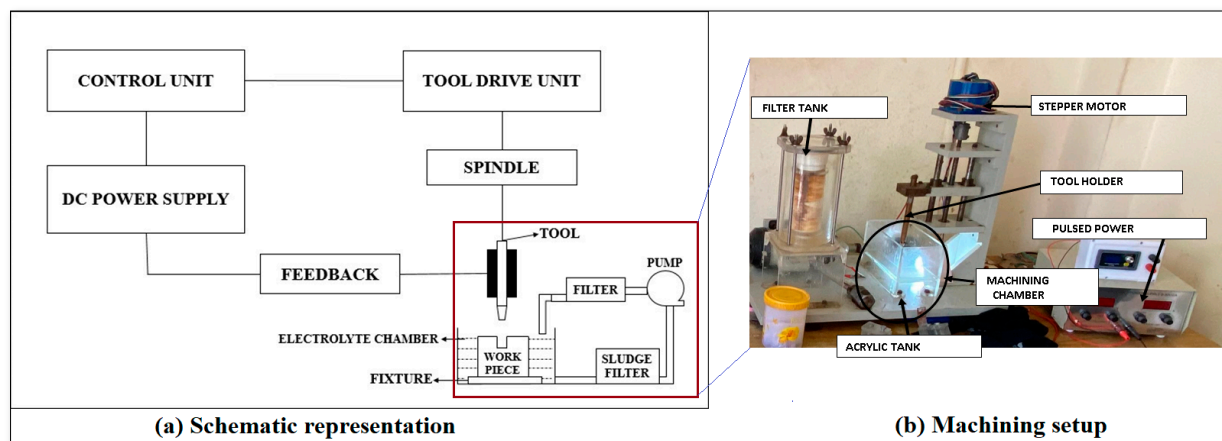 CONTROL UNIT
TOOL DRIVE UNIT
DC POWER SUPPLY
SPINDLE
TOOL
FEEDBACK
PUMP
FILTER
ELECTROLYTE CHAMBER
WORK
PIECE
SLUDGE
FILTER
FIXTURE
(a) Schematic representation
FILTER TANK
STEPPER MOTOR
TOOL HOLDER
PULSED POWER
MACHINING
CHAMBER
ACRYLIC TANK
(b) Machining setup